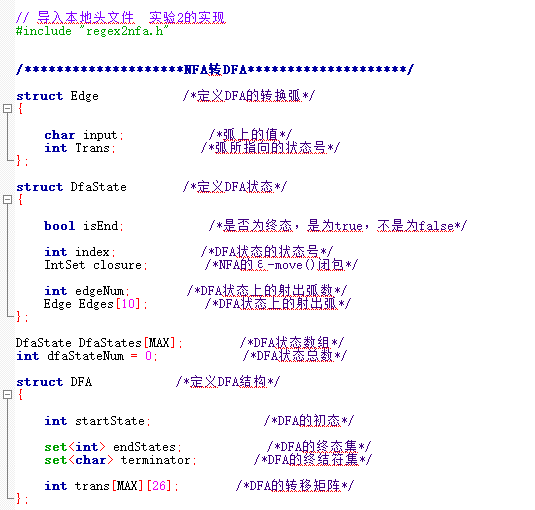 // 导入本地头文件  实验2的实现
#include "regex2nfa.h"
/********************NFA转DFA********************/
struct Edge /*定义DFA的转换弧*/
{
char input; /*弧上的值*/
int Trans; /*弧所指向的状态号*/
};
struct DfaState /*定义DFA状态*/
{
bool isEnd; /*是否为终态，是为true，不是为false*/
int index; /*DFA状态的状态号*/
IntSet closure; /*NFA的ε-move()闭包*/
int edgeNum; /*DFA状态上的射出弧数*/
Edge Edges[10]; /*DFA状态上的射出弧*/
};
DfaState DfaStates[MAX]; /*DFA状态数组*/
int dfaStateNum = 0; /*DFA状态总数*/
struct DFA /*定义DFA结构*/
{
int startState; /*DFA的初态*/
set<int> endStates; /*DFA的终态集*/
set<char> terminator; /*DFA的终结符集*/
int trans[MAX][26]; /*DFA的转移矩阵*/
};